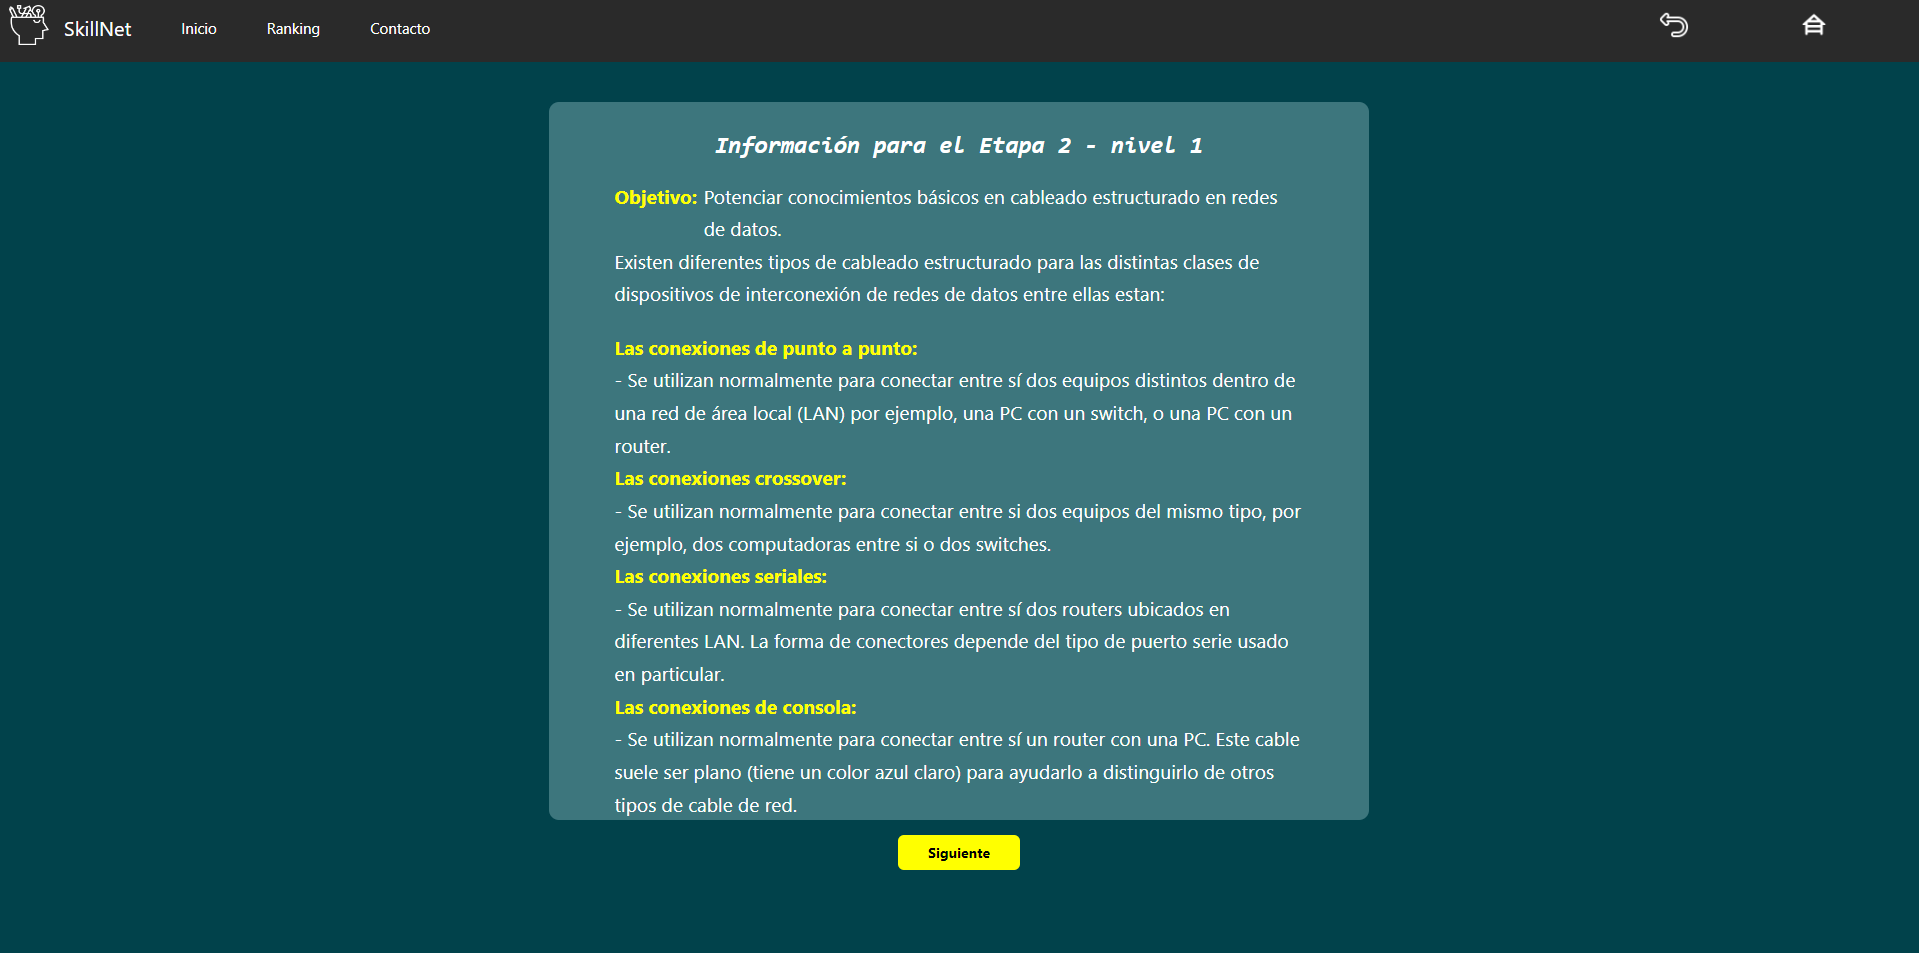 SkillNet Inicio Ranking Contacto
Información para el Etapa 2 - nivel 1
Objetivo: Potenciar conocimientos básicos en cableado estructurado en redes
de datos.
Existen diferentes tipos de cableado estructurado para las distintas clases de
dispositivos de interconexión de redes de datos entre ellas estan:
Las conexiones de punto a punto:
- Se utilizan normalmente para conectar entre sí dos equipos distintos dentro de
una red de área local (LAN) por ejemplo, una PC con un switch, o una PC con un
router.
Las conexiones crossover:
- Se utilizan normalmente para conectar entre si dos equipos del mismo tipo, por
ejemplo, dos computadoras entre si o dos switches.
Las conexiones seriales:
- Se utilizan normalmente para conectar entre sí dos routers ubicados en
diferentes LAN. La forma de conectores depende del tipo de puerto serie usado
en particular.
Las conexiones de consola:
- Se utilizan normalmente para conectar entre sí un router con una PC. Este cable
suele ser plano (tiene un color azul claro) para ayudarlo a distinguirlo de otros
tipos de cable de red.
Siguiente